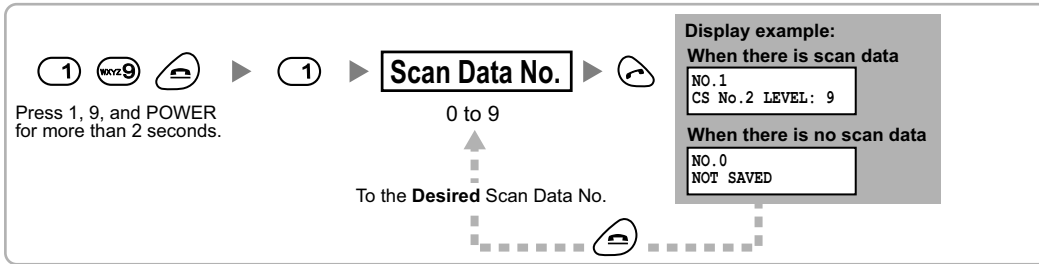 1 WXYZ9 1 Scan Data No.
Press 1, 9, and POWER
for more than 2 seconds.
0 to 9
To the Desired Scan Data No.
Display example:
When there is scan data
NO.1
CS No.2 LEVEL: 9
When there is no scan data
NO.0
NOT SAVED